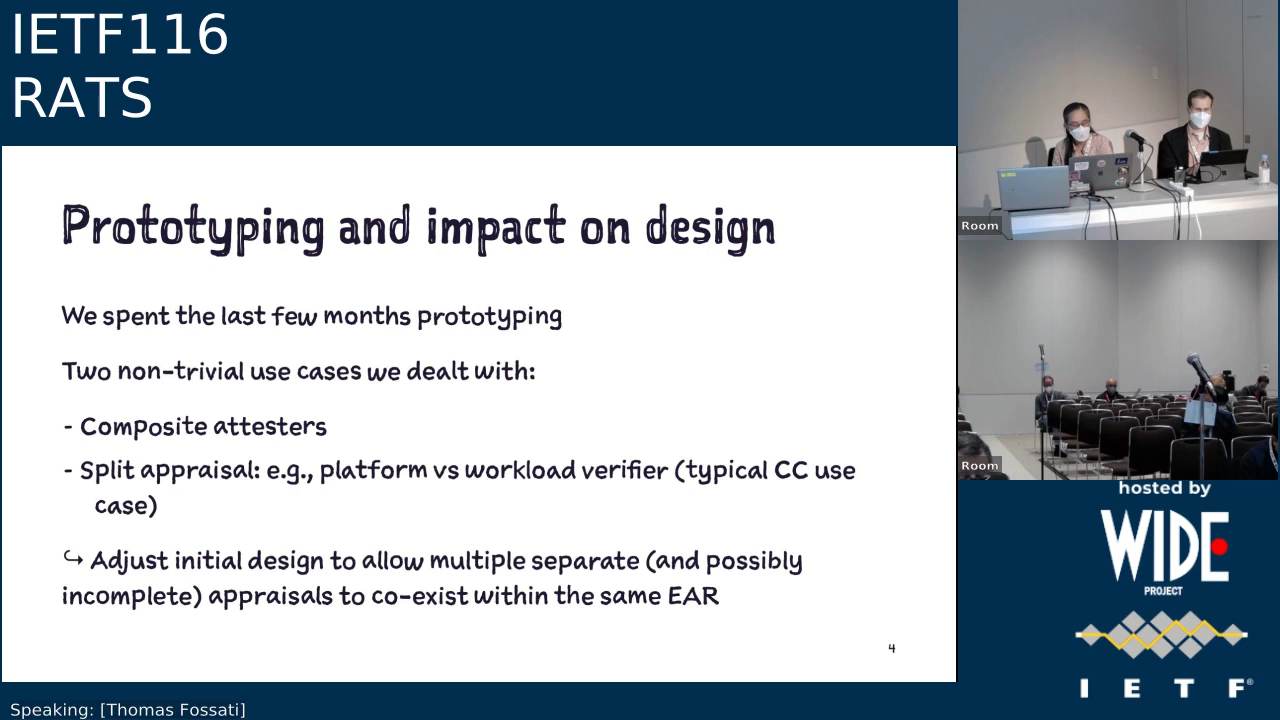 IETF116
RATS
Prototyping and impact on design
We spent the last few months prototyping
Two non-trivial use cases we dealt with:
- Composite attesters
- Split appraisal: e.g., platform vs workload verifier (typical CC use
case)
↪ Adjust initial design to allow multiple separate (and possibly
incomplete) appraisals to co-exist within the same EAR
4
Room
Room
hosted by
WIDE
PROJECT
I E T F®
Speaking: [Thomas Fossati]